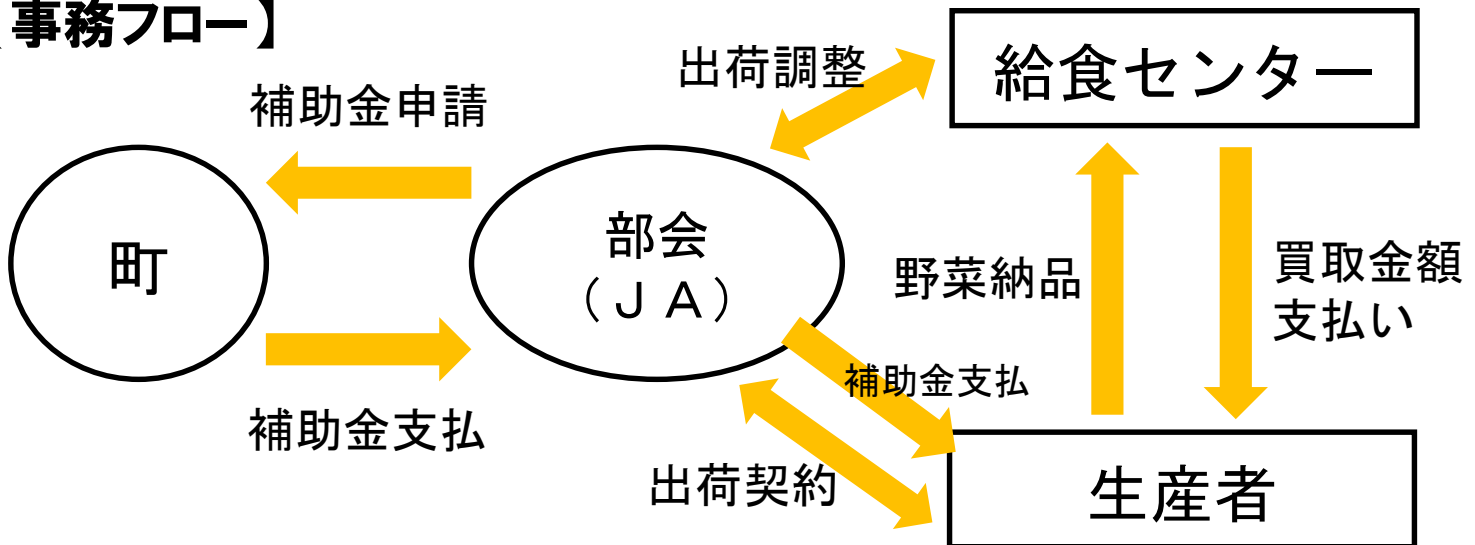 【事務フロー】
出荷調整
給食センター
補助金申請
町
部会
（ＪＡ）
野菜納品
買取金額
支払い
補助金支払
補助金支払
出荷契約
生産者